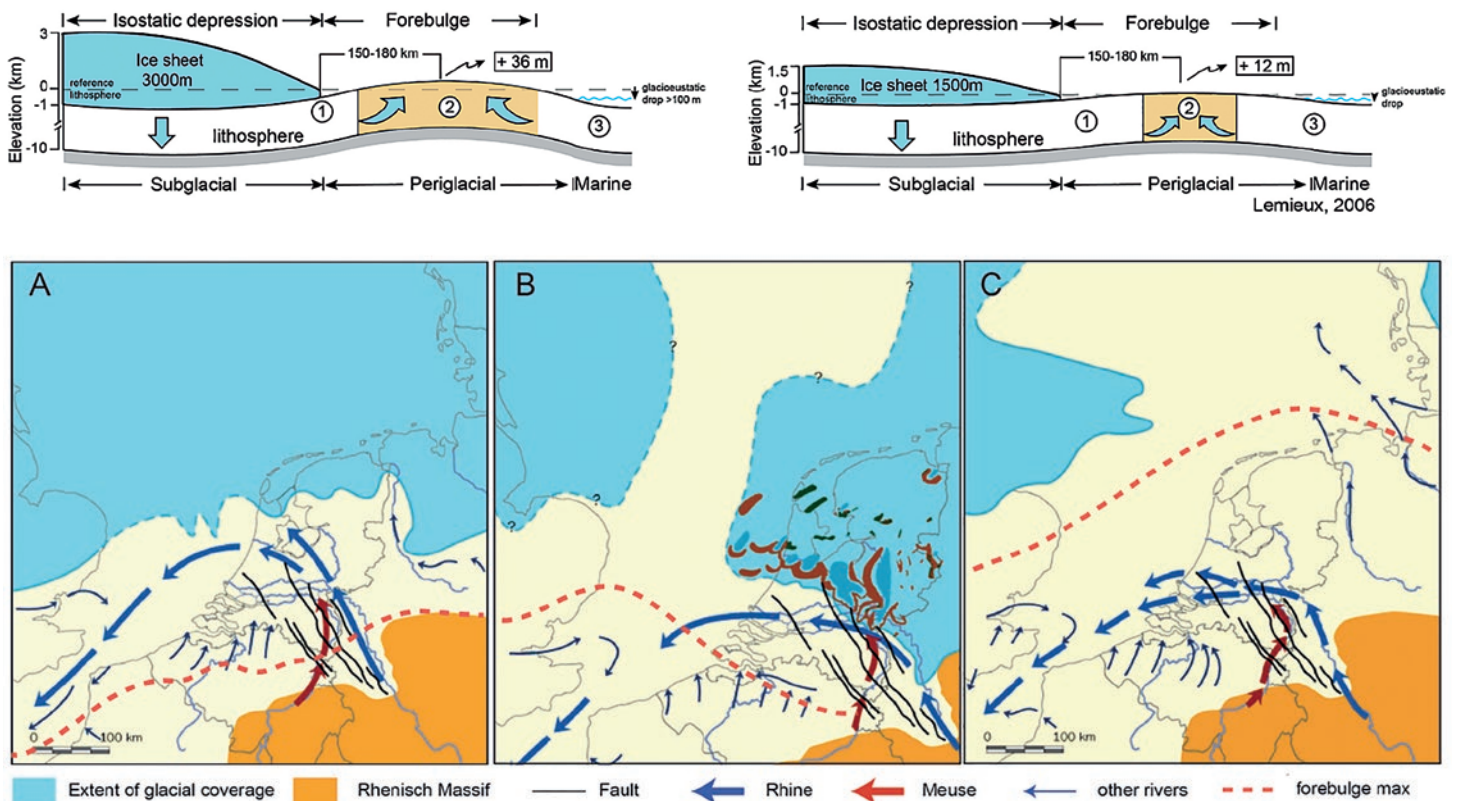 Isostatic depression
Forebulge
Elevation (km)
3
0
-1
-10
Ice sheet
3000m
reference
lithosphere
150-180 km
+ 36 m
glacioeustatic
drop >100 m
1
2
3
lithosphere
Subglacial
Periglacial
Marine
Isostatic depression
Forebulge
Elevation (km)
1.5
0
-1
-10
Ice sheet 1500m
reference
lithosphere
150-180 km
+ 12 m
glacioeustatic
drop
1
2
3
lithosphere
Subglacial
Periglacial
Marine
Lemieux, 2006
A
0 100 km
B
?
?
?
?
?
C
0 100 km
Extent of glacial coverage
Rhenisch Massif
Fault
Rhine
Meuse
other rivers
forebulge max